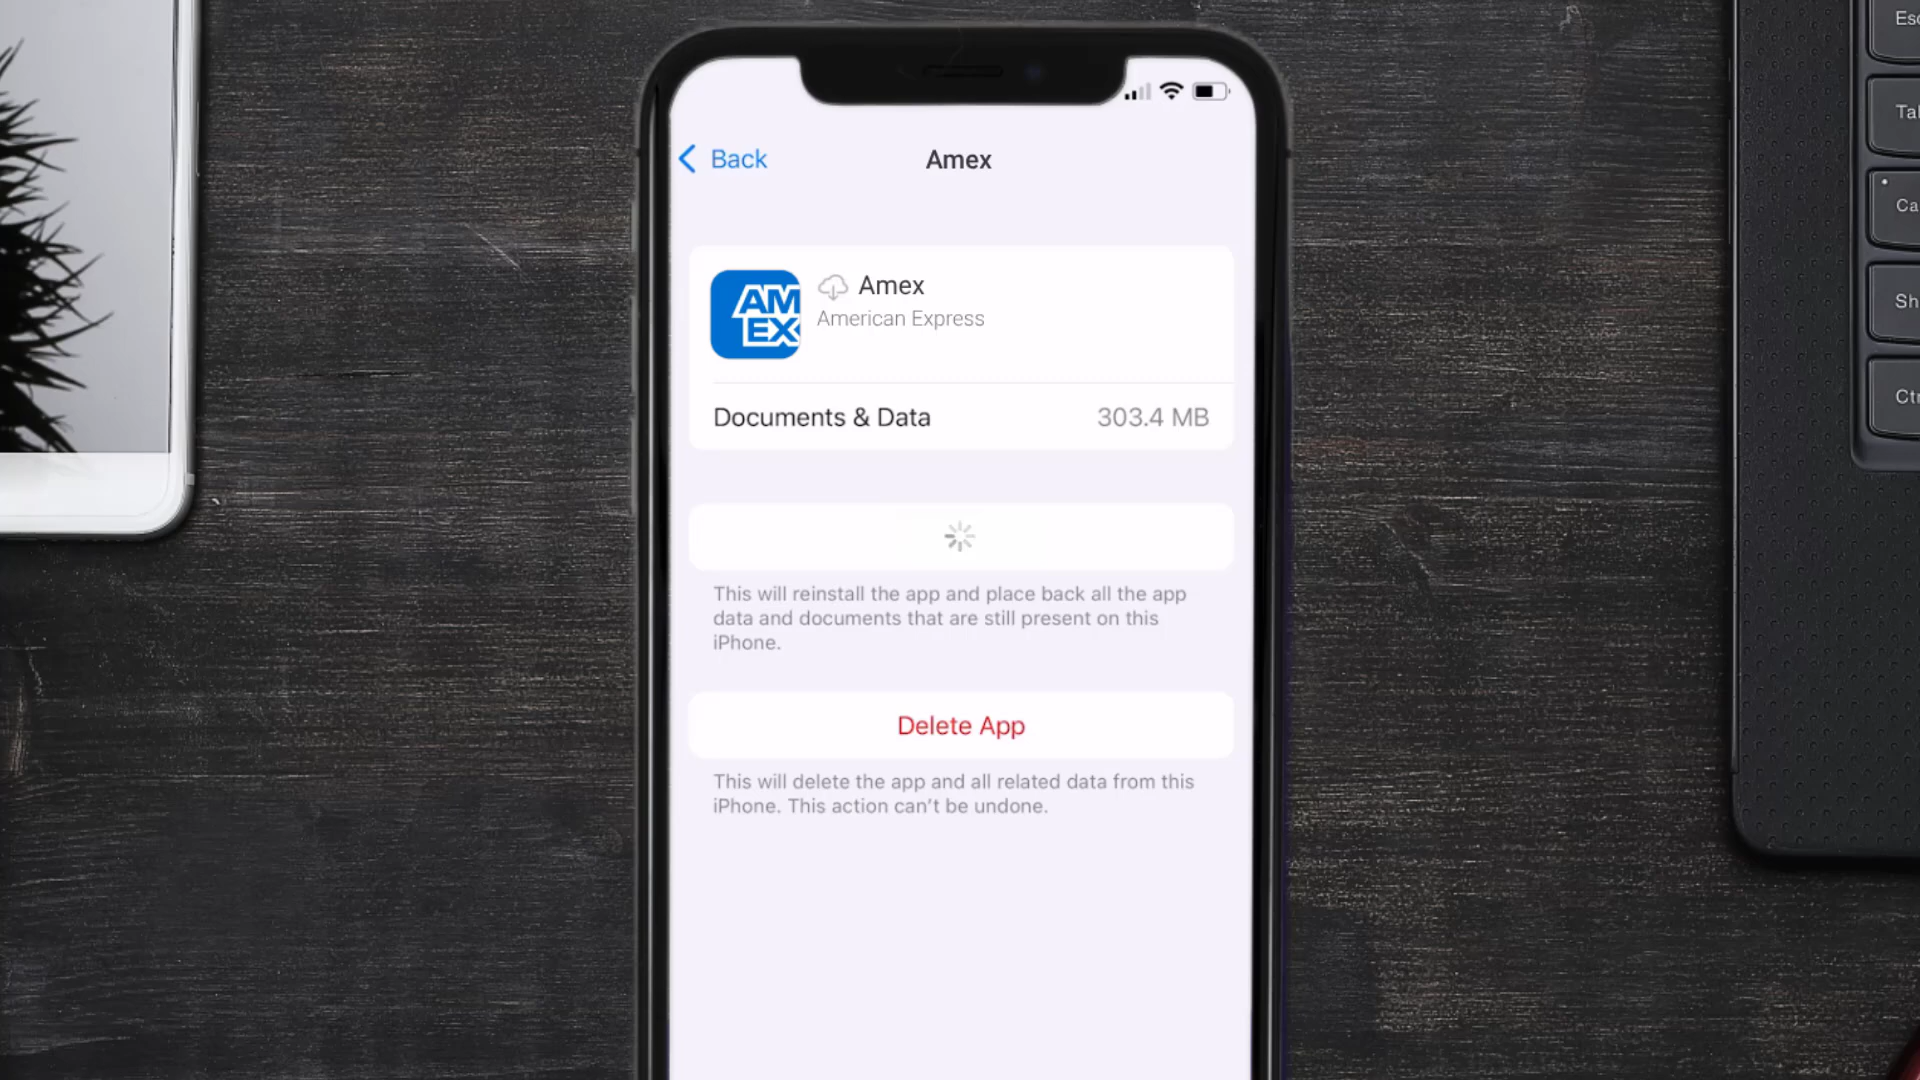 Back
Amex
AM
EX
Amex
American Express
Documents & Data
303.4 MB
This will reinstall the app and place back all the app
data and documents that are still present on this
iPhone.
Delete App
This will delete the app and all related data from this
iPhone. This action can't be undone.
Esc
Ta
Ca
Sh
Ctr